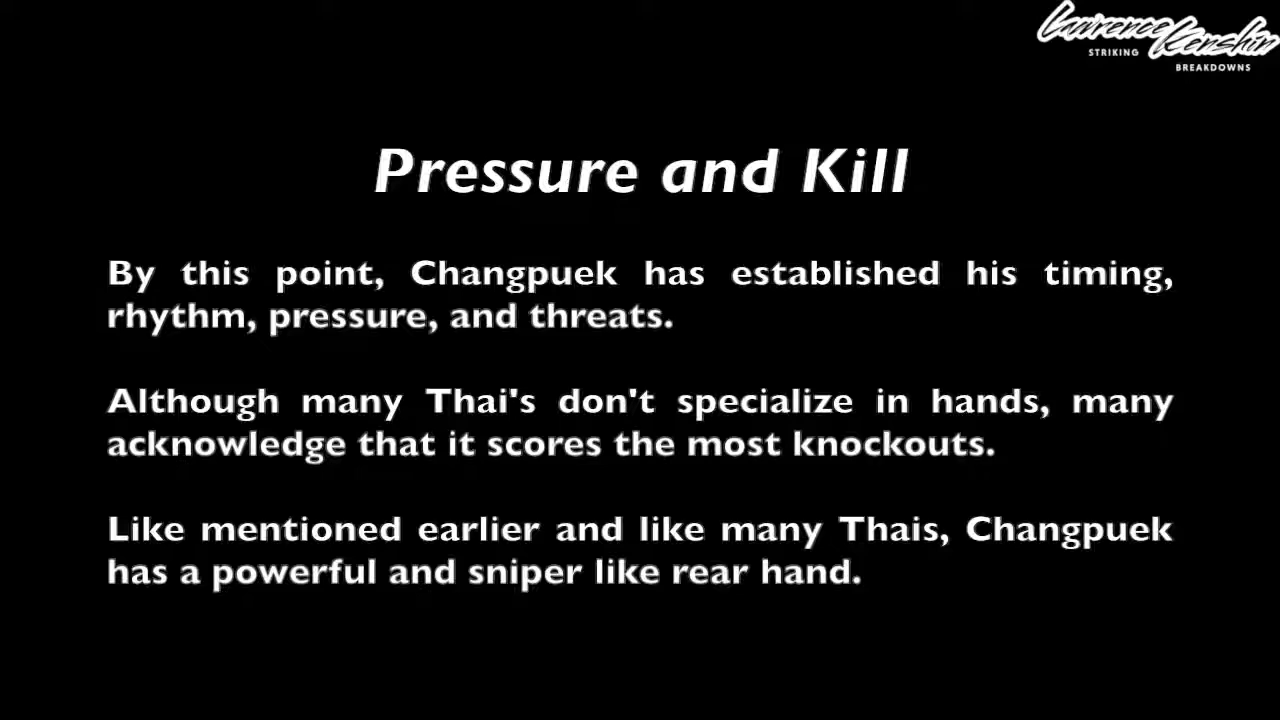 Lawrence Kenshin
STRIKING
BREAKDOWNS
Pressure and Kill
By this point, Changpuek has established his timing,
rhythm, pressure, and threats.
Although many Thai's don't specialize in hands, many
acknowledge that it scores the most knockouts.
Like mentioned earlier and like many Thais, Changpuek
has a powerful and sniper like rear hand.